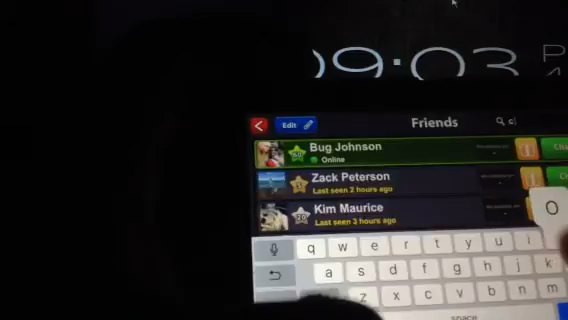 09:03 P
Edit Friends
Bug Johnson
Online
Zack Peterson
Last seen 2 hours ago
Kim Maurice
Last seen 3 hours ago
O
q w e r t y u i
a s d f g h j k
z x c v b n m
space